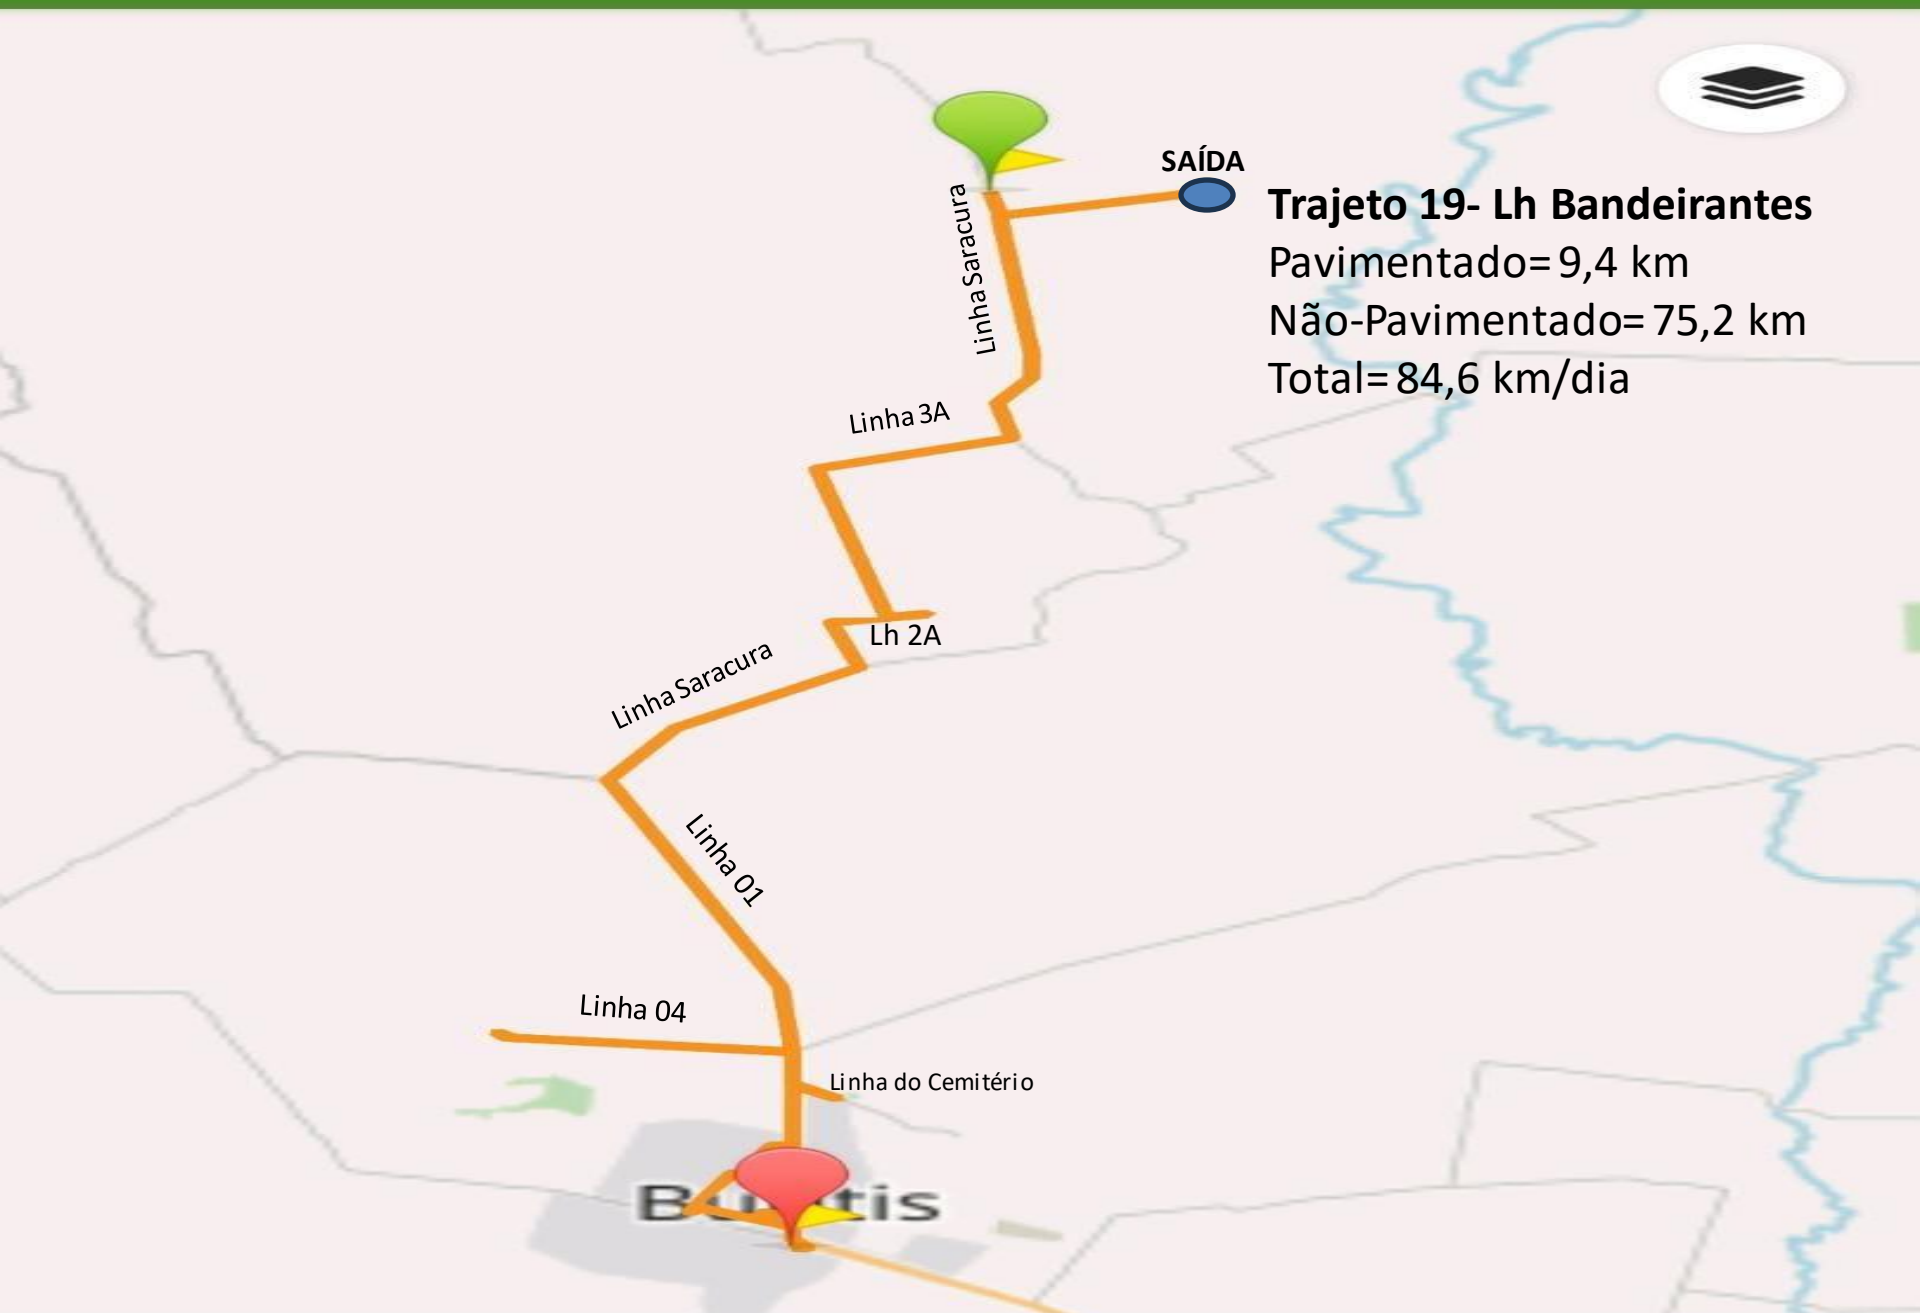 SAÍDA
Trajeto 19- Lh Bandeirantes
Pavimentado= 9,4 km
Não-Pavimentado= 75,2 km
Total= 84,6 km/dia
Linha Saracura
Linha 3A
Lh 2A
Linha Saracura
Linha 01
Linha 04
Linha do Cemitério